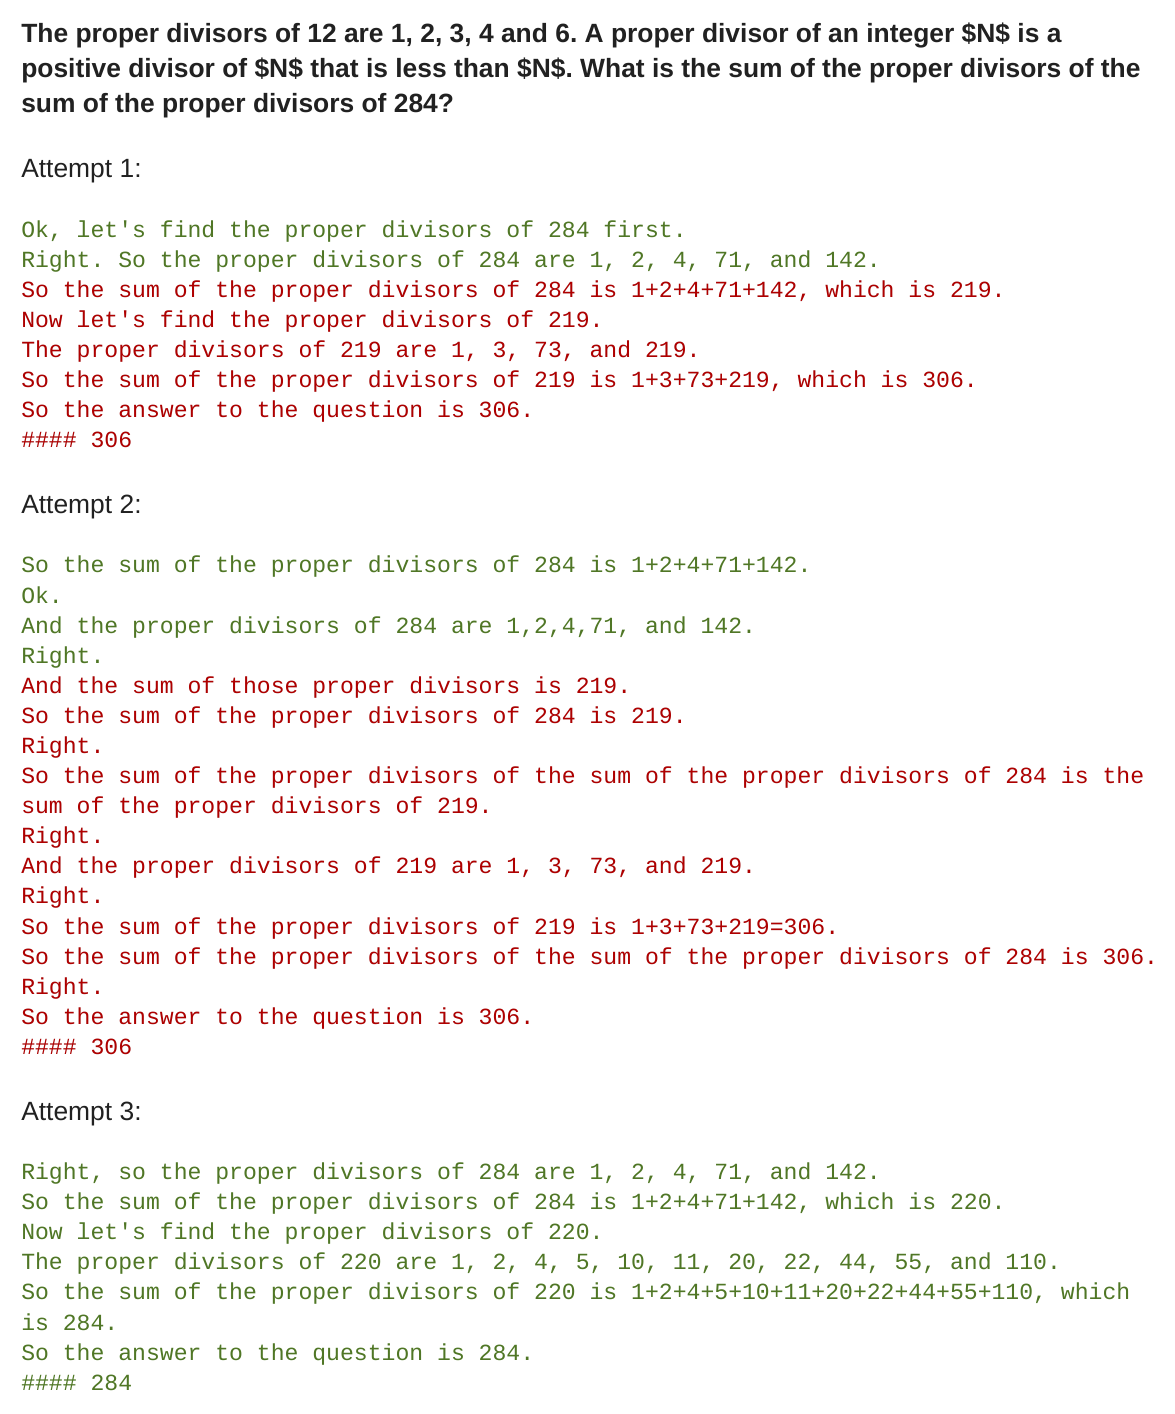 The proper divisors of 12 are 1, 2, 3, 4 and 6. A proper divisor of an integer $N$ is a
positive divisor of $N$ that is less than $N$. What is the sum of the proper divisors of the
sum of the proper divisors of 284?
Attempt 1:
Ok, let's find the proper divisors of 284 first.
Right. So the proper divisors of 284 are 1, 2, 4, 71, and 142.
So the sum of the proper divisors of 284 is 1+2+4+71+142, which is 219.
Now let's find the proper divisors of 219.
The proper divisors of 219 are 1, 3, 73, and 219.
So the sum of the proper divisors of 219 is 1+3+73+219, which is 306.
So the answer to the question is 306.
#### 306
Attempt 2:
So the sum of the proper divisors of 284 is 1+2+4+71+142.
Ok.
And the proper divisors of 284 are 1,2,4,71, and 142.
Right.
And the sum of those proper divisors is 219.
So the sum of the proper divisors of 284 is 219.
Right.
So the sum of the proper divisors of the sum of the proper divisors of 284 is the
sum of the proper divisors of 219.
Right.
And the proper divisors of 219 are 1, 3, 73, and 219.
Right.
So the sum of the proper divisors of 219 is 1+3+73+219=306.
So the sum of the proper divisors of the sum of the proper divisors of 284 is 306.
Right.
So the answer to the question is 306.
#### 306
Attempt 3:
Right, so the proper divisors of 284 are 1, 2, 4, 71, and 142.
So the sum of the proper divisors of 284 is 1+2+4+71+142, which is 220.
Now let's find the proper divisors of 220.
The proper divisors of 220 are 1, 2, 4, 5, 10, 11, 20, 22, 44, 55, and 110.
So the sum of the proper divisors of 220 is 1+2+4+5+10+11+20+22+44+55+110, which
is 284.
So the answer to the question is 284.
#### 284